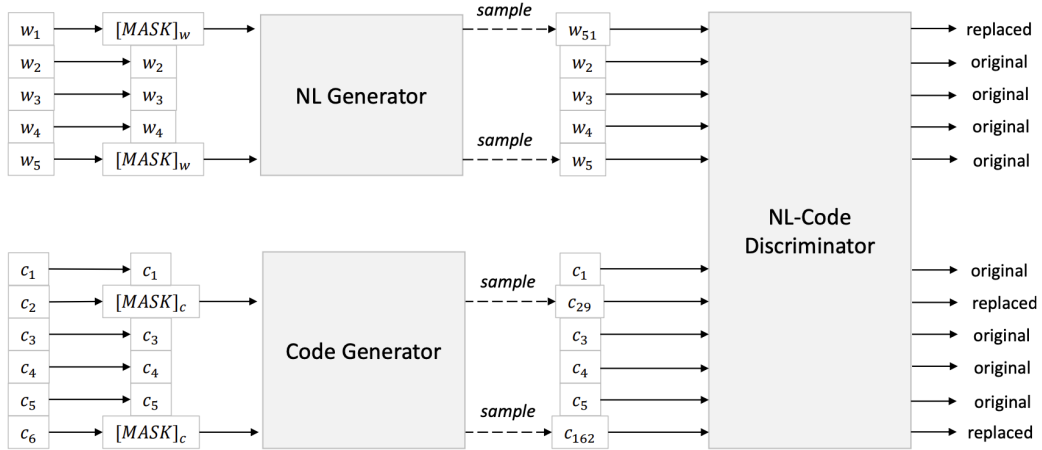 w₁ [MASK]w sample w₅₁ replaced
w₂ w₂ w₂ original
w₃ w₃ NL Generator w₃ original
w₄ w₄ w₄ original
w₅ [MASK]w sample w₅ original
NL-Code
Discriminator
c₁ c₁ c₁ original
c₂ [MASK]c sample c₂₉ replaced
c₃ c₃ c₃ original
Code Generator
c₄ c₄ c₄ original
c₅ c₅ c₅ original
c₆ [MASK]c sample c₁₆₂ replaced